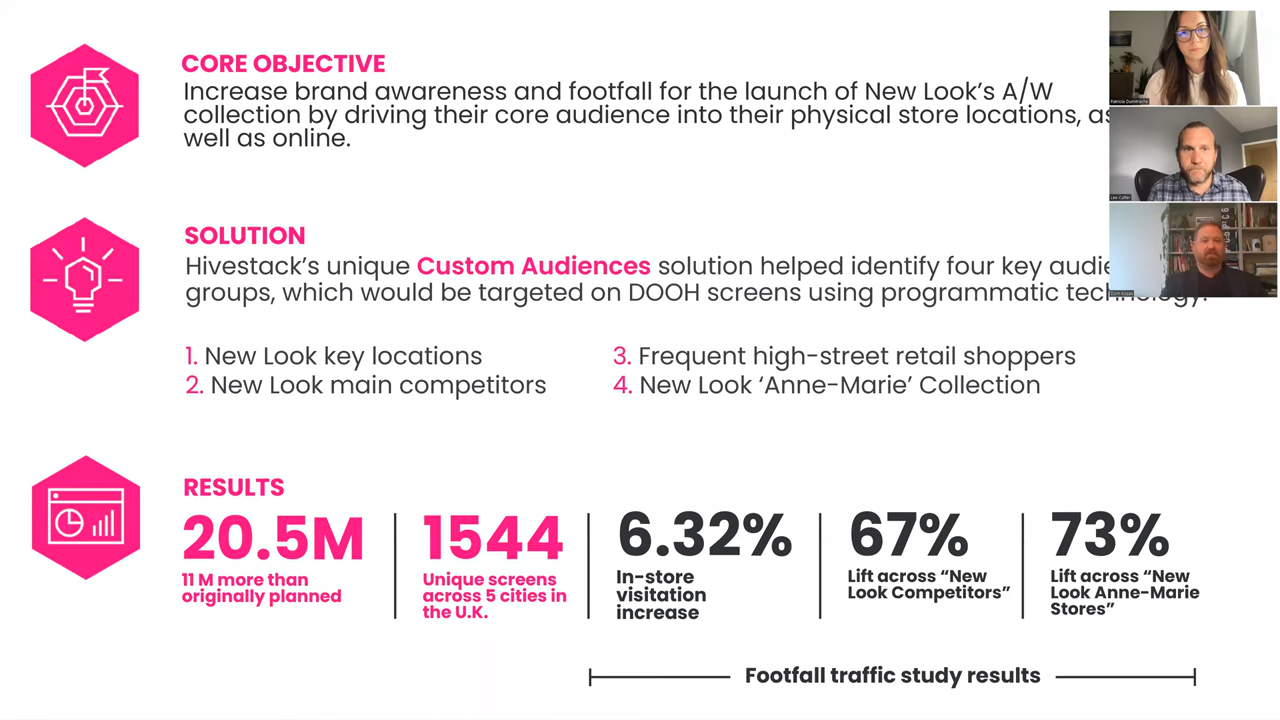 CORE OBJECTIVE
Increase brand awareness and footfall for the launch of New Look’s A/W
collection by driving their core audience into their physical store locations, as
well as online.
SOLUTION
Hivestack’s unique Custom Audiences solution helped identify four key
groups, which would be targeted on DOOH screens using programmatic technology.
1. New Look key locations
2. New Look main competitors
3. Frequent high-street retail shoppers
4. New Look ‘Anne-Marie’ Collection
RESULTS
20.5M
11 M more than
originally planned
1544
Unique screens
across 5 cities in
the U.K.
6.32%
In-store
visitation
increase
67%
Lift across “New
Look Competitors”
73%
Lift across “New
Look Anne-Marie
Stores”
Footfall traffic study results